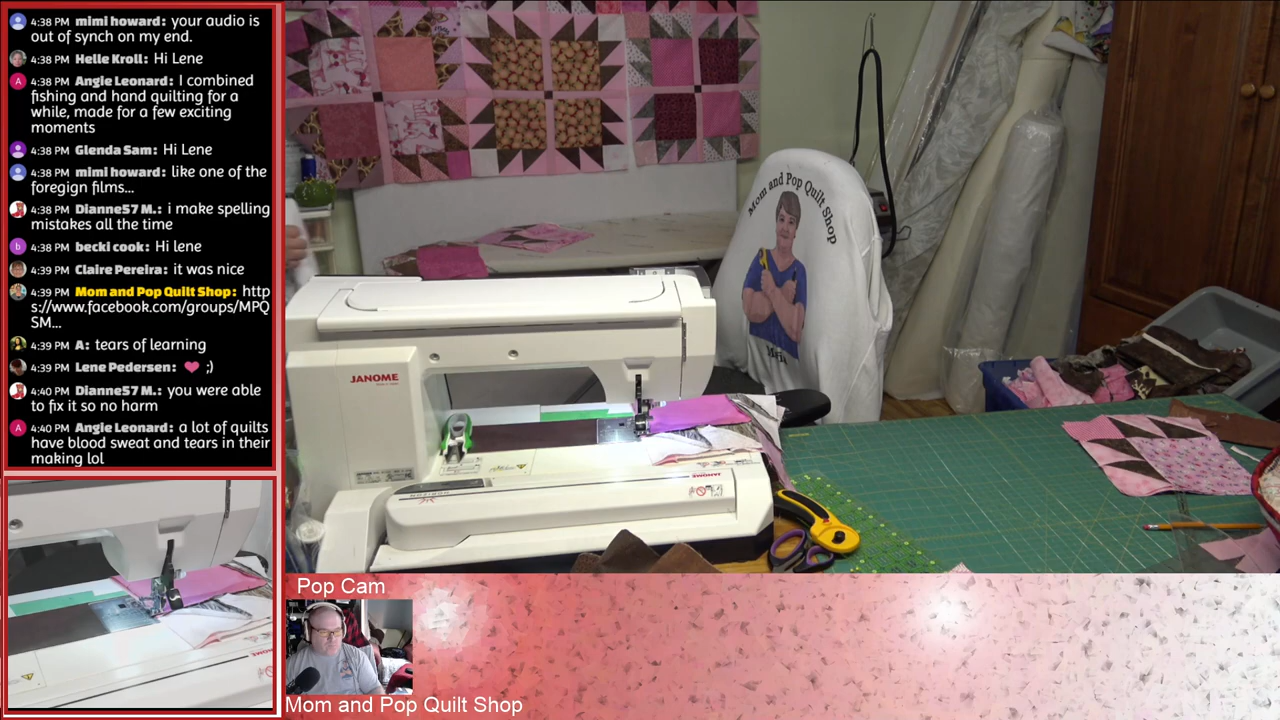 4:38 PM mimi howard: your audio is
out of synch on my end.
4:38 PM Helle Kroll: Hi Lene
4:38 PM Angie Leonard: I combined
fishing and hand quilting for a
while, made for a few exciting
moments
4:38 PM Glenda Sam: Hi Lene
4:38 PM mimi howard: like one of the
foregign films...
4:38 PM Dianne57 M.: i make spelling
mistakes all the time
4:38 PM becki cook: Hi lene
4:39 PM Claire Pereira: it was nice
4:39 PM Mom and Pop Quilt Shop: http
s://www.facebook.com/groups/MPQ
SM...
4:39 PM A: tears of learning
4:39 PM Lene Pedersen: ❤ ;)
4:40 PM Dianne57 M.: you were able
to fix it so no harm
4:40 PM Angie Leonard: a lot of quilts
have blood sweat and tears in their
making lol
Mom and Pop Quilt Shop
JANOME
JANOME
Pop Cam
Mom and Pop Quilt Shop